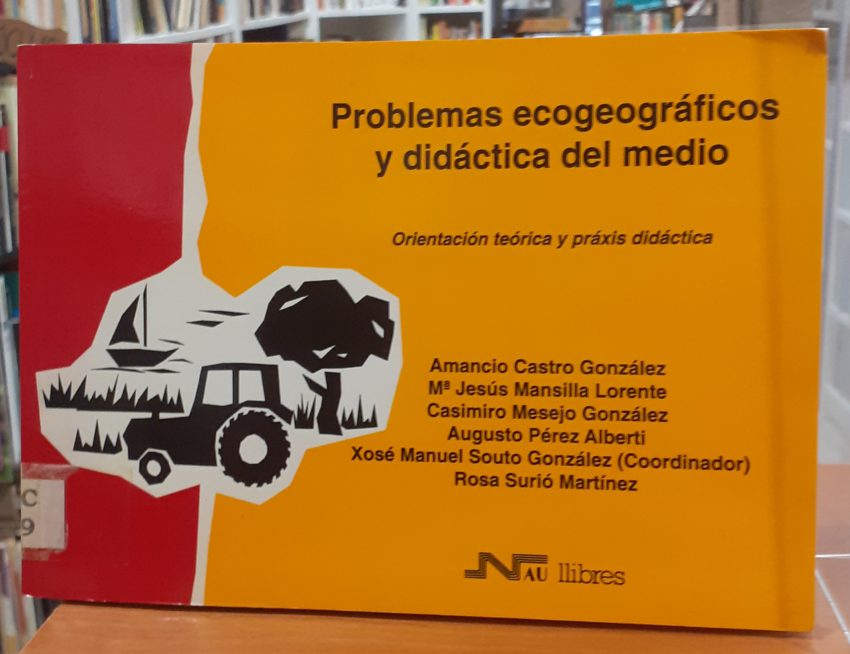 Problemas ecogeográficos
y didáctica del medio
Orientación teórica y práxis didáctica
Amancio Castro González
Mª Jesús Mansilla Lorente
Casimiro Mesejo González
Augusto Pérez Alberti
Xosé Manuel Souto González (Coordinador)
Rosa Surió Martínez
C
9
NAU llibres